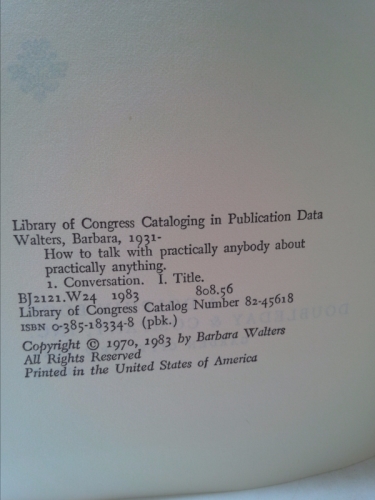 Library of Congress Cataloging in Publication Data
Walters, Barbara, 1931-
How to talk with practically anybody about
practically anything.
1. Conversation. I. Title.
BJ2121.W24 1983 808.56
Library of Congress Catalog Number 82-45618
ISBN 0-385-18334-8 (pbk.)
Copyright © 1970, 1983 by Barbara Walters
All Rights Reserved
Printed in the United States of America